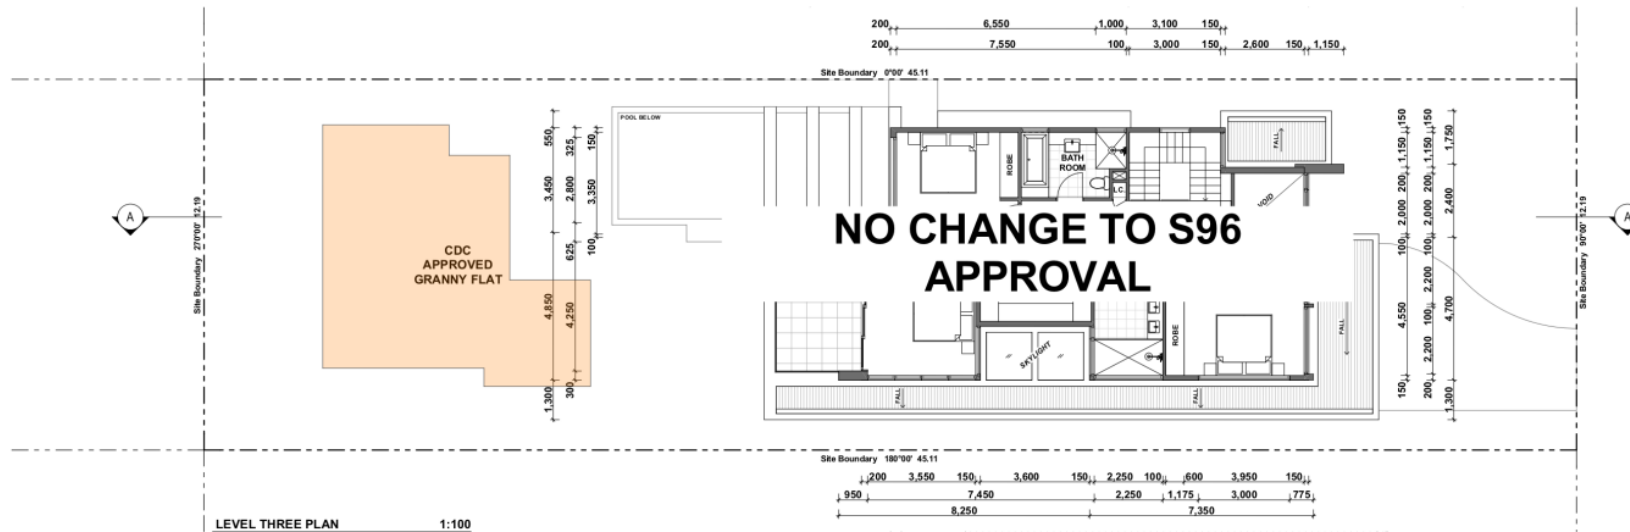 200 6,550 1,000 3,100 150
200 7,550 100 3,000 150 2,600 150 1,150
Site Boundary 0°00' 45.11
POOL BELOW
ROBE
BATH
ROOM
L.C.
FALL
VOID
A
Site Boundary 270°00' 12.19
CDC
APPROVED
GRANNY FLAT
550 3,450 4,850 1,300
325 2,800 625 4,250 300
150 3,350 100
NO CHANGE TO S96
APPROVAL
150 1,150 200 2,000 100 4,550 150
150 1,150 200 2,000 100 2,200 100 2,200 200
1,750 2,400 4,700 1,300
Site Boundary 90°00' 12.19
A
SKYLIGHT
ROBE
FALL
FALL
FALL
Site Boundary 180°00' 45.11
200 3,550 150 3,600 150 2,250 100 600 3,950 150
950 7,450 2,250 1,175 3,000 775
8,250 7,350
LEVEL THREE PLAN 1:100